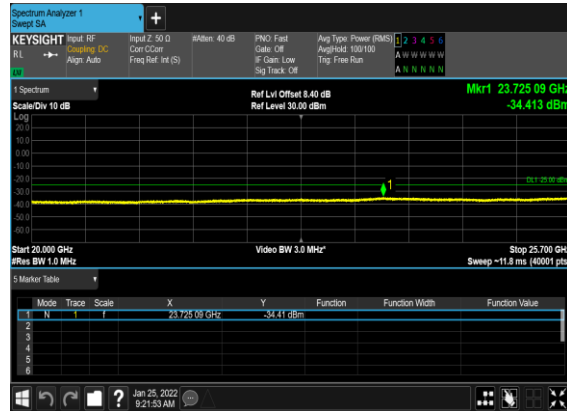 Spectrum Analyzer 1
Swept SA
+
KEYSIGHT Input: RF Input Z: 50 Ω #Atten: 40 dB PNO: Fast Avg Type: Power (RMS) 1 2 3 4 5 6
RL Coupling: DC Corr CCorr Gate: Off Avg|Hold: 100/100 A W W W W W
Align: Auto Freq Ref: Int (S) IF Gain: Low Trig: Free Run
Sig Track: Off A N N N N N
LW
1 Spectrum Ref Lvl Offset 8.40 dB Mkr1 23.725 09 GHz
Scale/Div 10 dB Ref Level 30.00 dBm -34.413 dBm
Log
20.0
10.0
0.00
-10.0
-20.0 1 DL1 -25.00 dBm
-30.0
-40.0
-50.0
-60.0
Start 20.000 GHz Video BW 3.0 MHz* Stop 25.700 GHz
#Res BW 1.0 MHz Sweep ~11.8 ms (40001 pts)
5 Marker Table
Mode Trace Scale X Y Function Function Width Function Value
1 N 1 f 23.725 09 GHz -34.41 dBm
2
3
4
5
6
? Jan 25, 2022
9:21:53 AM